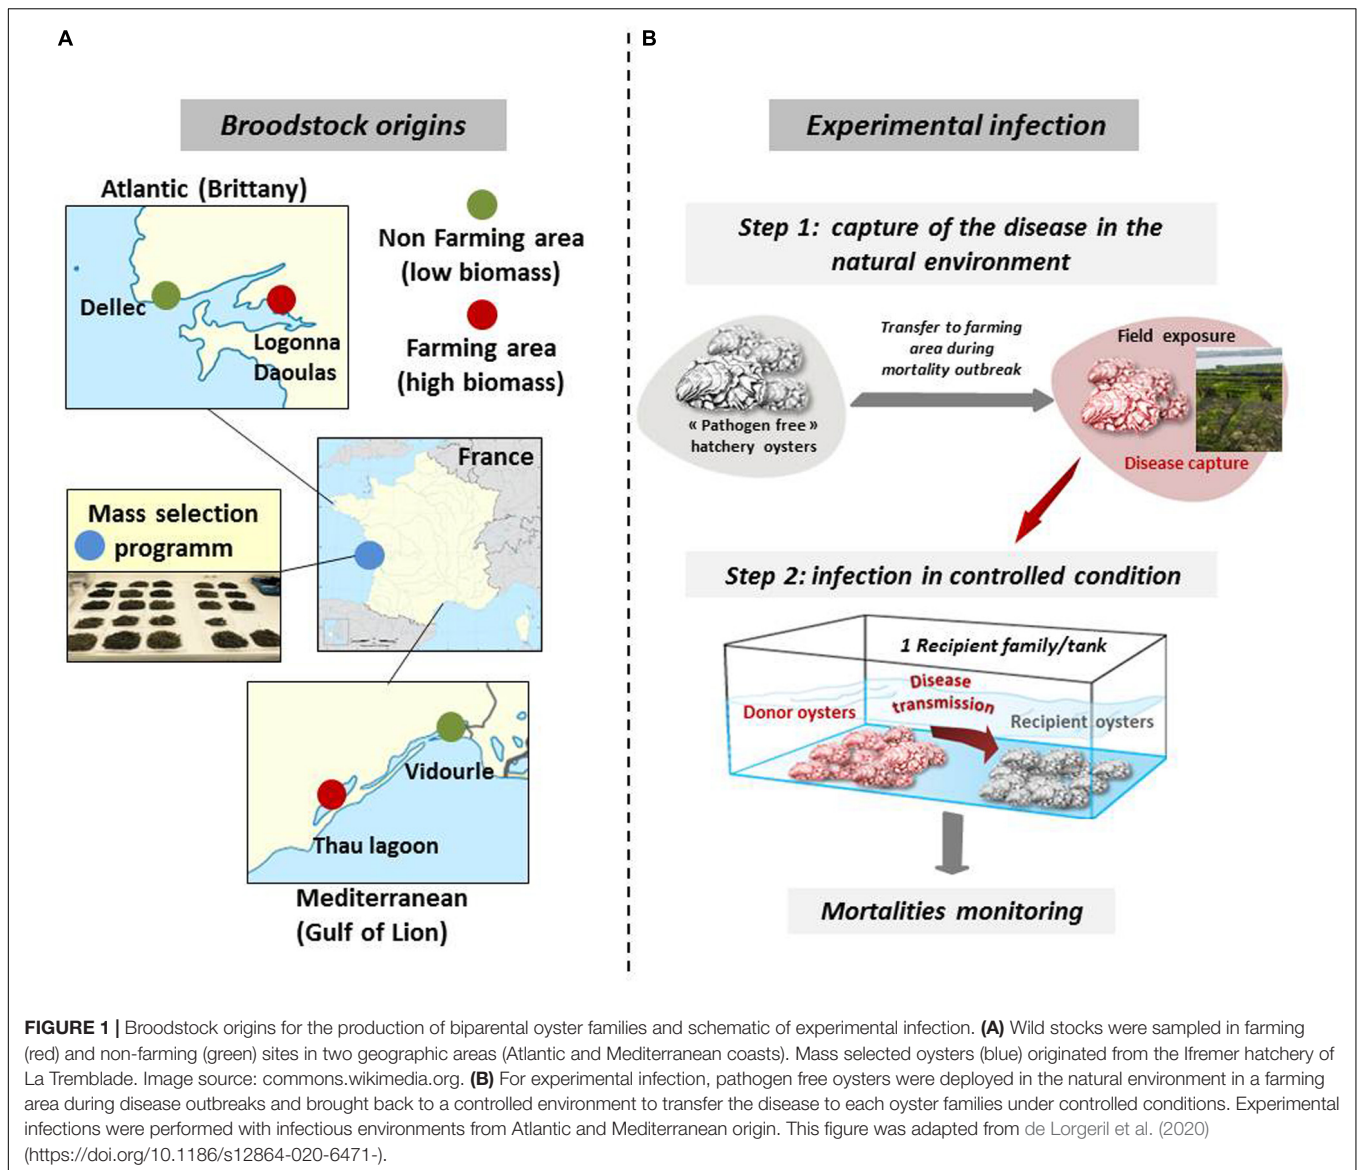 A
Broodstock origins
Atlantic (Brittany)
Dellec
Logonna
Daoulas
Non Farming area
(low biomass)
Farming area
(high biomass)
France
Mass selection
programm
Vidourle
Thau lagoon
Mediterranean
(Gulf of Lion)
B
Experimental infection
Step 1: capture of the disease in the
natural environment
« Pathogen free »
hatchery oysters
Transfer to farming
area during
mortality outbreak
Field exposure
Disease capture
Step 2: infection in controlled condition
1 Recipient family/tank
Disease
transmission
Donor oysters
Recipient oysters
Mortalities monitoring
FIGURE 1 | Broodstock origins for the production of biparental oyster families and schematic of experimental infection. (A) Wild stocks were sampled in farming
(red) and non-farming (green) sites in two geographic areas (Atlantic and Mediterranean coasts). Mass selected oysters (blue) originated from the Ifremer hatchery of
La Tremblade. Image source: commons.wikimedia.org. (B) For experimental infection, pathogen free oysters were deployed in the natural environment in a farming
area during disease outbreaks and brought back to a controlled environment to transfer the disease to each oyster families under controlled conditions. Experimental
infections were performed with infectious environments from Atlantic and Mediterranean origin. This figure was adapted from de Lorgeril et al. (2020)
(https://doi.org/10.1186/s12864-020-6471-).